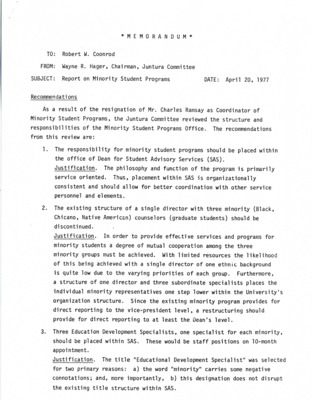 * M E M O R A N D U M *
TO: Robert W. Coonrod
FROM: Wayne R. Hager, Chairman, Juntura Committee
SUBJECT: Report on Minority Student Programs DATE: April 20, 1977
Recommendations
As a result of the resignation of Mr. Charles Ramsay as Coordinator of
Minority Student Programs, the Juntura Committee reviewed the structure and
responsibilities of the Minority Student Programs Office. The recommendations
from this review are:
1. The responsibility for minority student programs should be placed within
the office of Dean for Student Advisory Services (SAS).
Justification. The philosophy and function of the program is primarily
service oriented. Thus, placement within SAS is organizationally
consistent and should allow for better coordination with other service
personnel and elements.
2. The existing structure of a single director with three minority (Black,
Chicano, Native American) counselors (graduate students) should be
discontinued.
Justification. In order to provide effective services and programs for
minority students a degree of mutual cooperation among the three
minority groups must be achieved. With limited resources the likelihood
of this being achieved with a single director of one ethnic background
is quite low due to the varying priorities of each group. Furthermore,
a structure of one director and three subordinate specialists places the
individual minority representatives one step lower within the University's
organization structure. Since the existing minority program provides for
direct reporting to the vice-president level, a restructuring should
provide for direct reporting to at least the Dean's level.
3. Three Education Development Specialists, one specialist for each minority,
should be placed within SAS. These would be staff positions on 10-month
appointment.
Justification. The title "Educational Development Specialist" was selected
for two primary reasons: a) the word "minority" carries some negative
connotations; and, more importantly, b) this designation does not disrupt
the existing title structure within SAS.